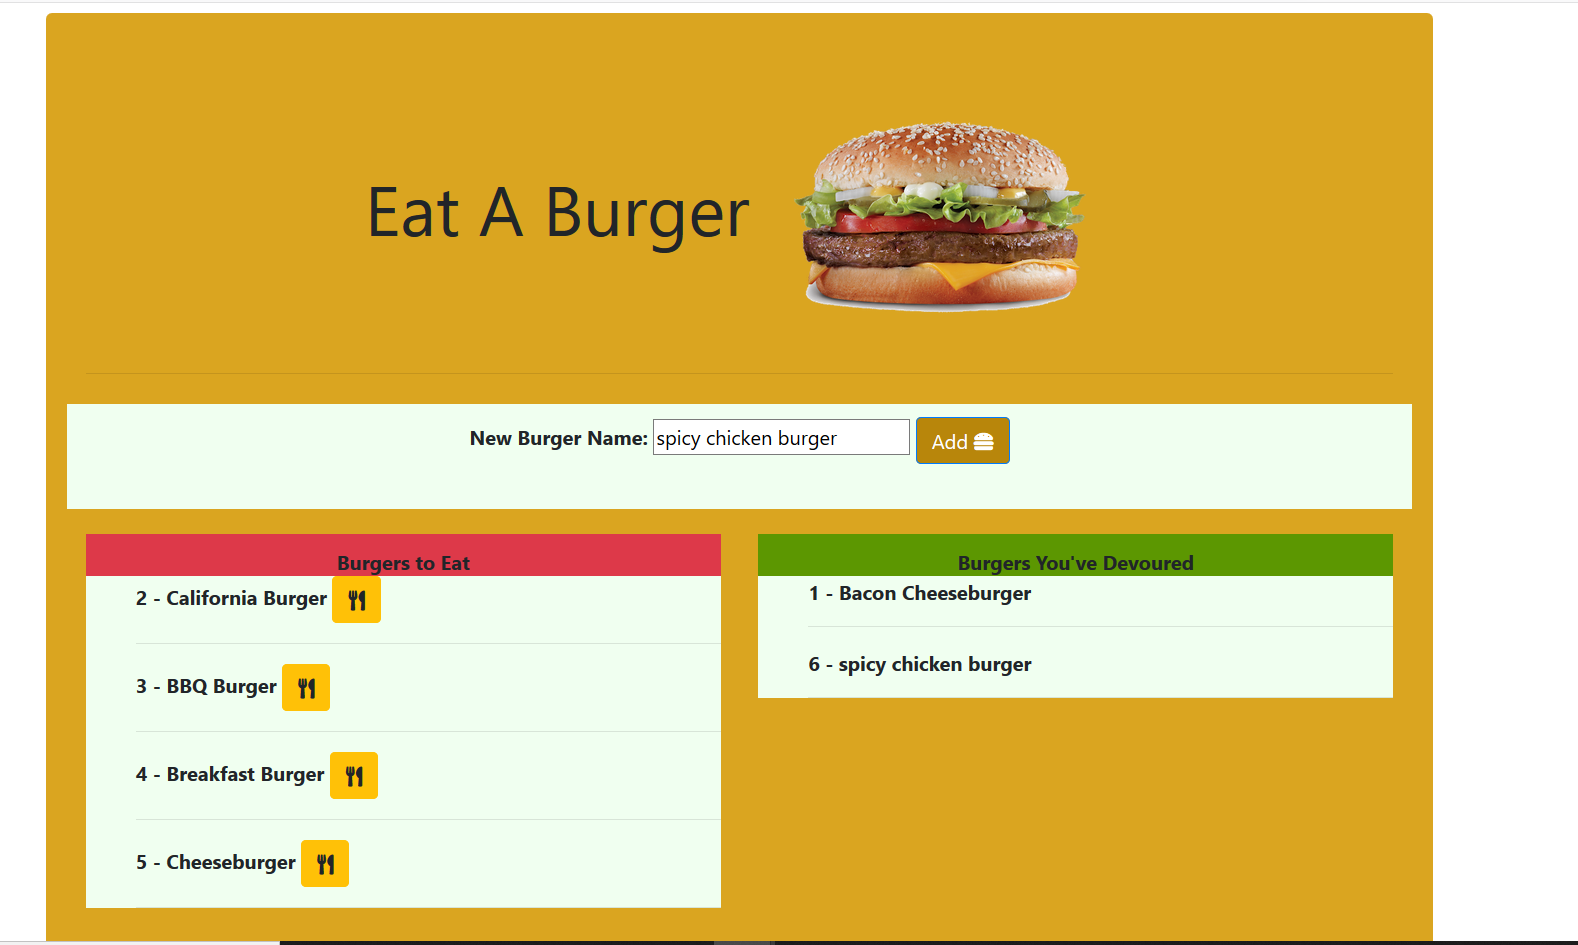 Eat A Burger
New Burger Name: spicy chicken burger Add
Burgers to Eat
2 - California Burger
3 - BBQ Burger
4 - Breakfast Burger
5 - Cheeseburger
Burgers You've Devoured
1 - Bacon Cheeseburger
6 - spicy chicken burger